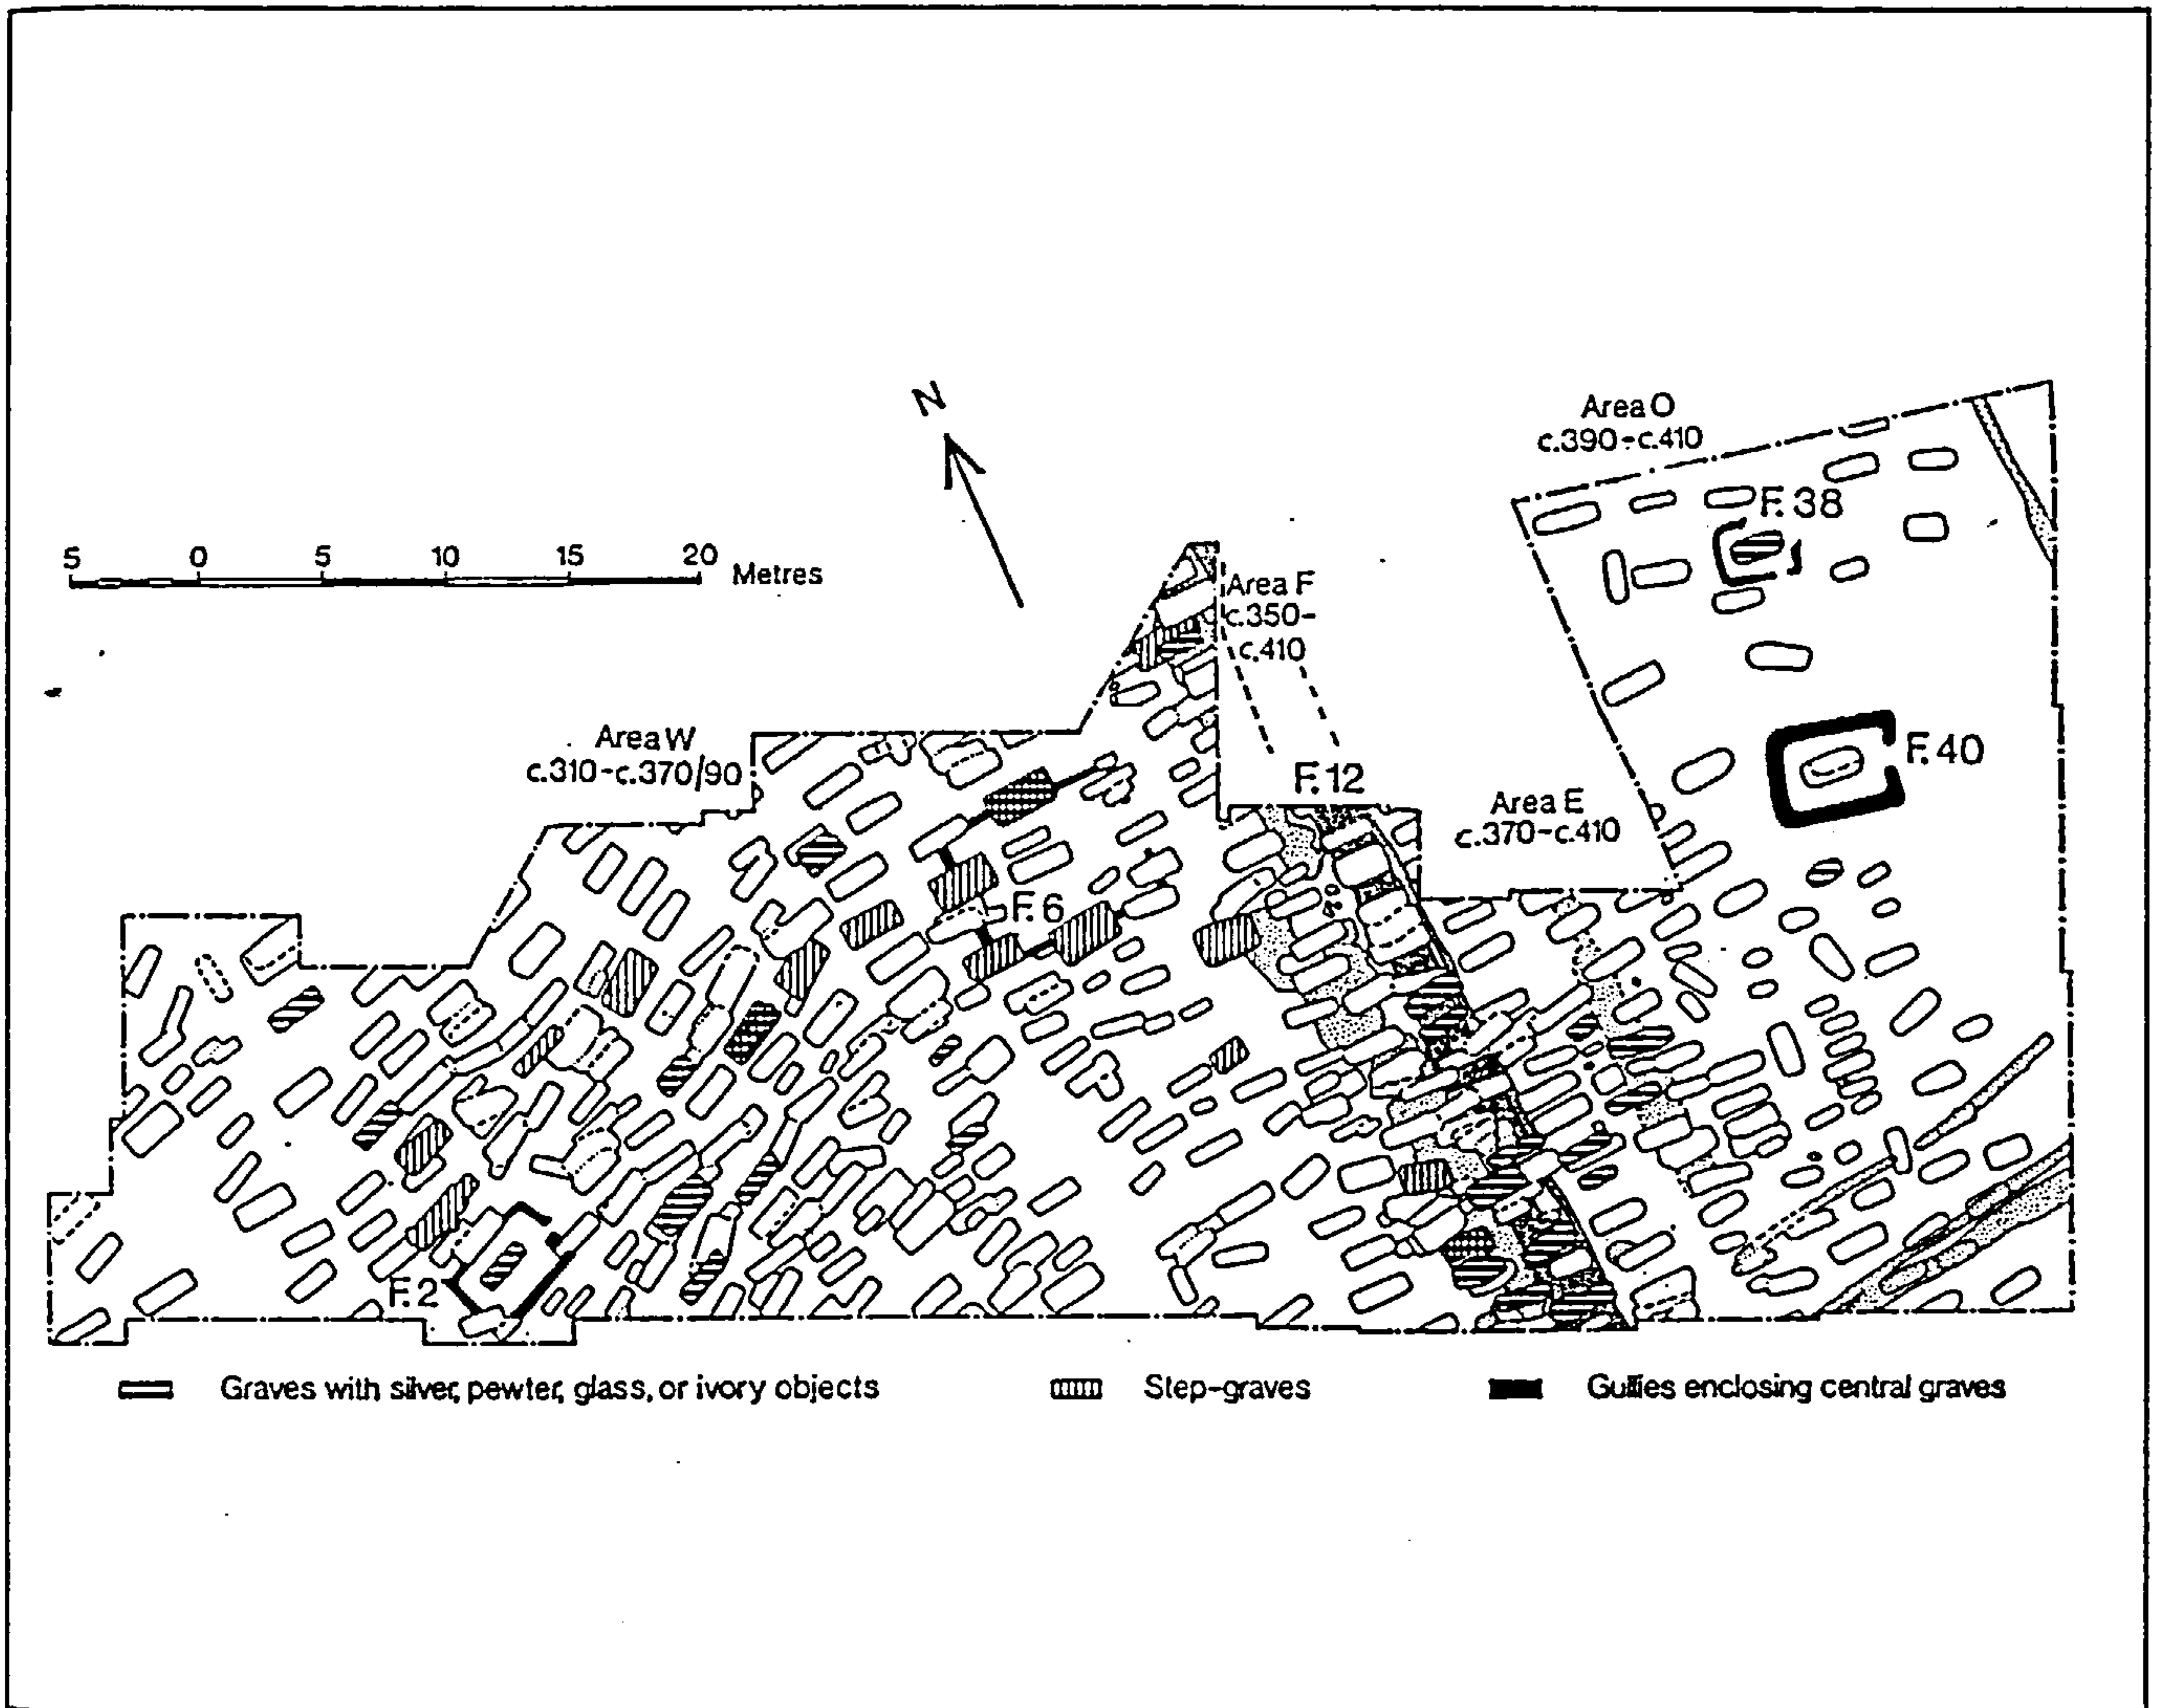 N
Area O
c.390-c.410
F.38
5 0 5 10 15 20 Metres
Area F
c.350-
c.410
Area W
c.310-c.370/90
F.40
F.12
Area E
c.370-c.410
F.6
F.2
Graves with silver, pewter, glass, or ivory objects
Step-graves
Gullies enclosing central graves